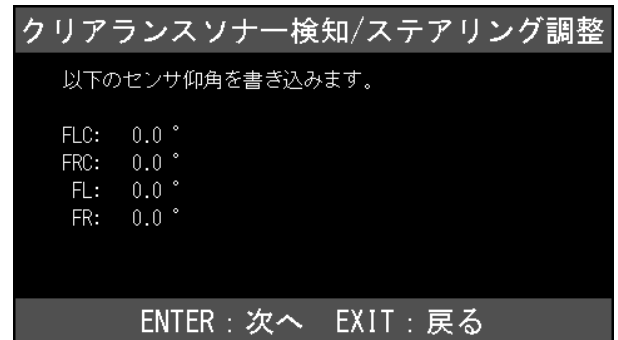 クリアランスソナー検知/ステアリング調整
以下のセンサ仰角を書き込みます。
FLC: 0.0 °
FRC: 0.0 °
FL: 0.0 °
FR: 0.0 °
ENTER：次へ EXIT：戻る